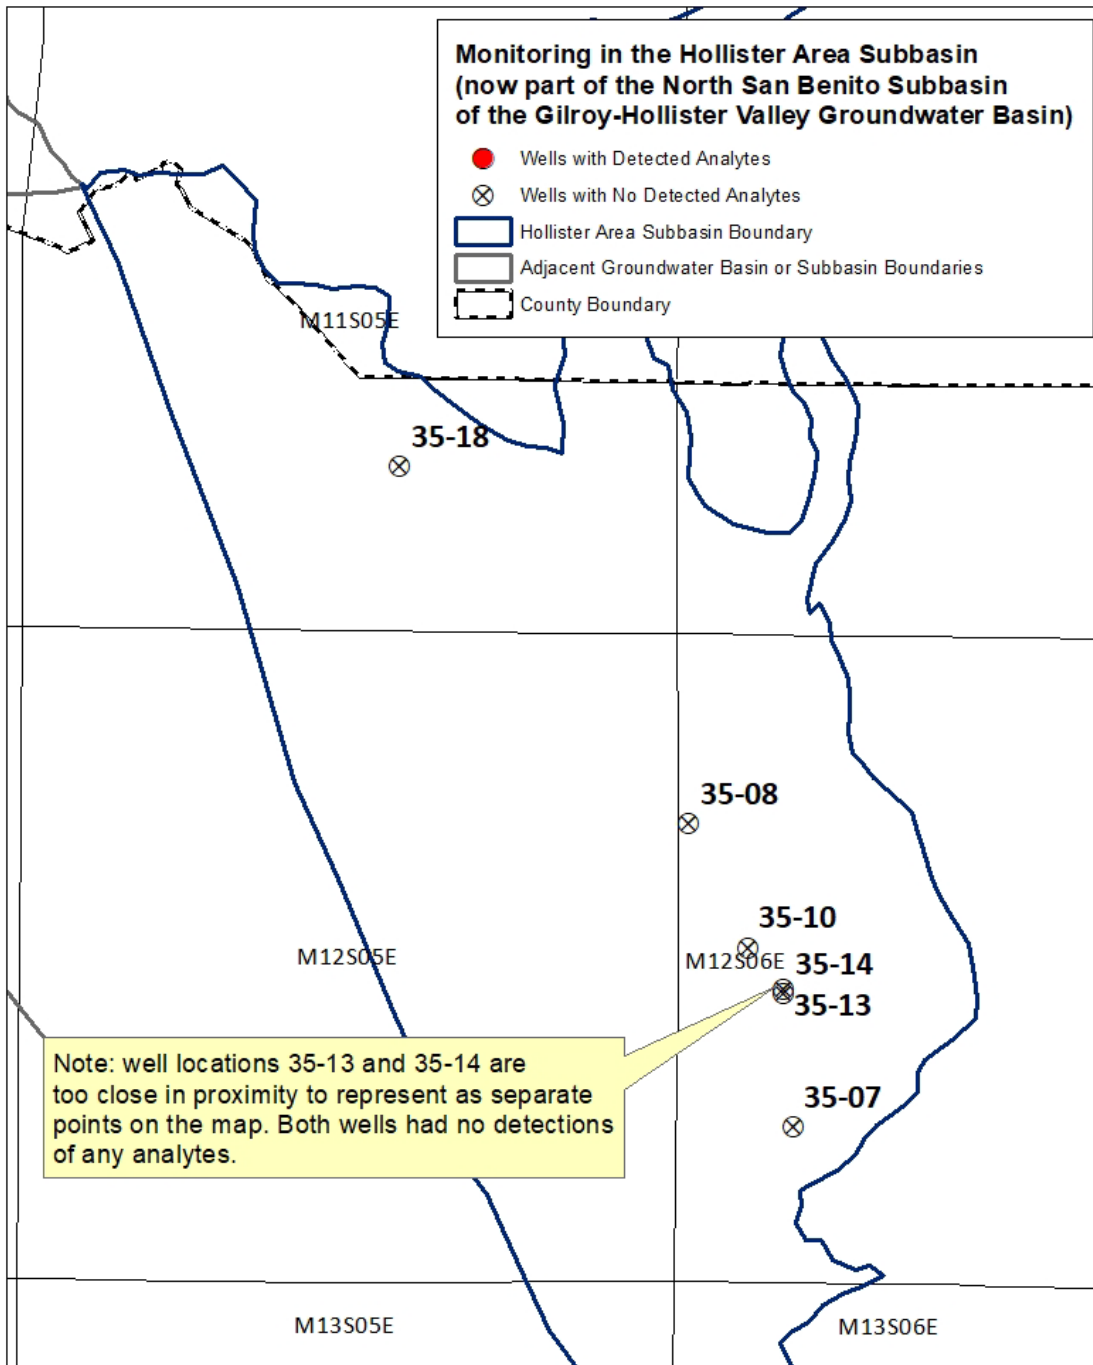 Monitoring in the Hollister Area Subbasin
(now part of the North San Benito Subbasin
of the Gilroy-Hollister Valley Groundwater Basin)
Wells with Detected Analytes
Wells with No Detected Analytes
Hollister Area Subbasin Boundary
Adjacent Groundwater Basin or Subbasin Boundaries
County Boundary
M11S05E
35-18
35-08
35-10
M12S05E
M12S06E
35-14
35-13
Note: well locations 35-13 and 35-14 are
too close in proximity to represent as separate
points on the map. Both wells had no detections
of any analytes.
35-07
M13S05E
M13S06E